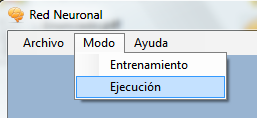 Red Neuronal
Archivo Modo Ayuda
Entrenamiento
Ejecución